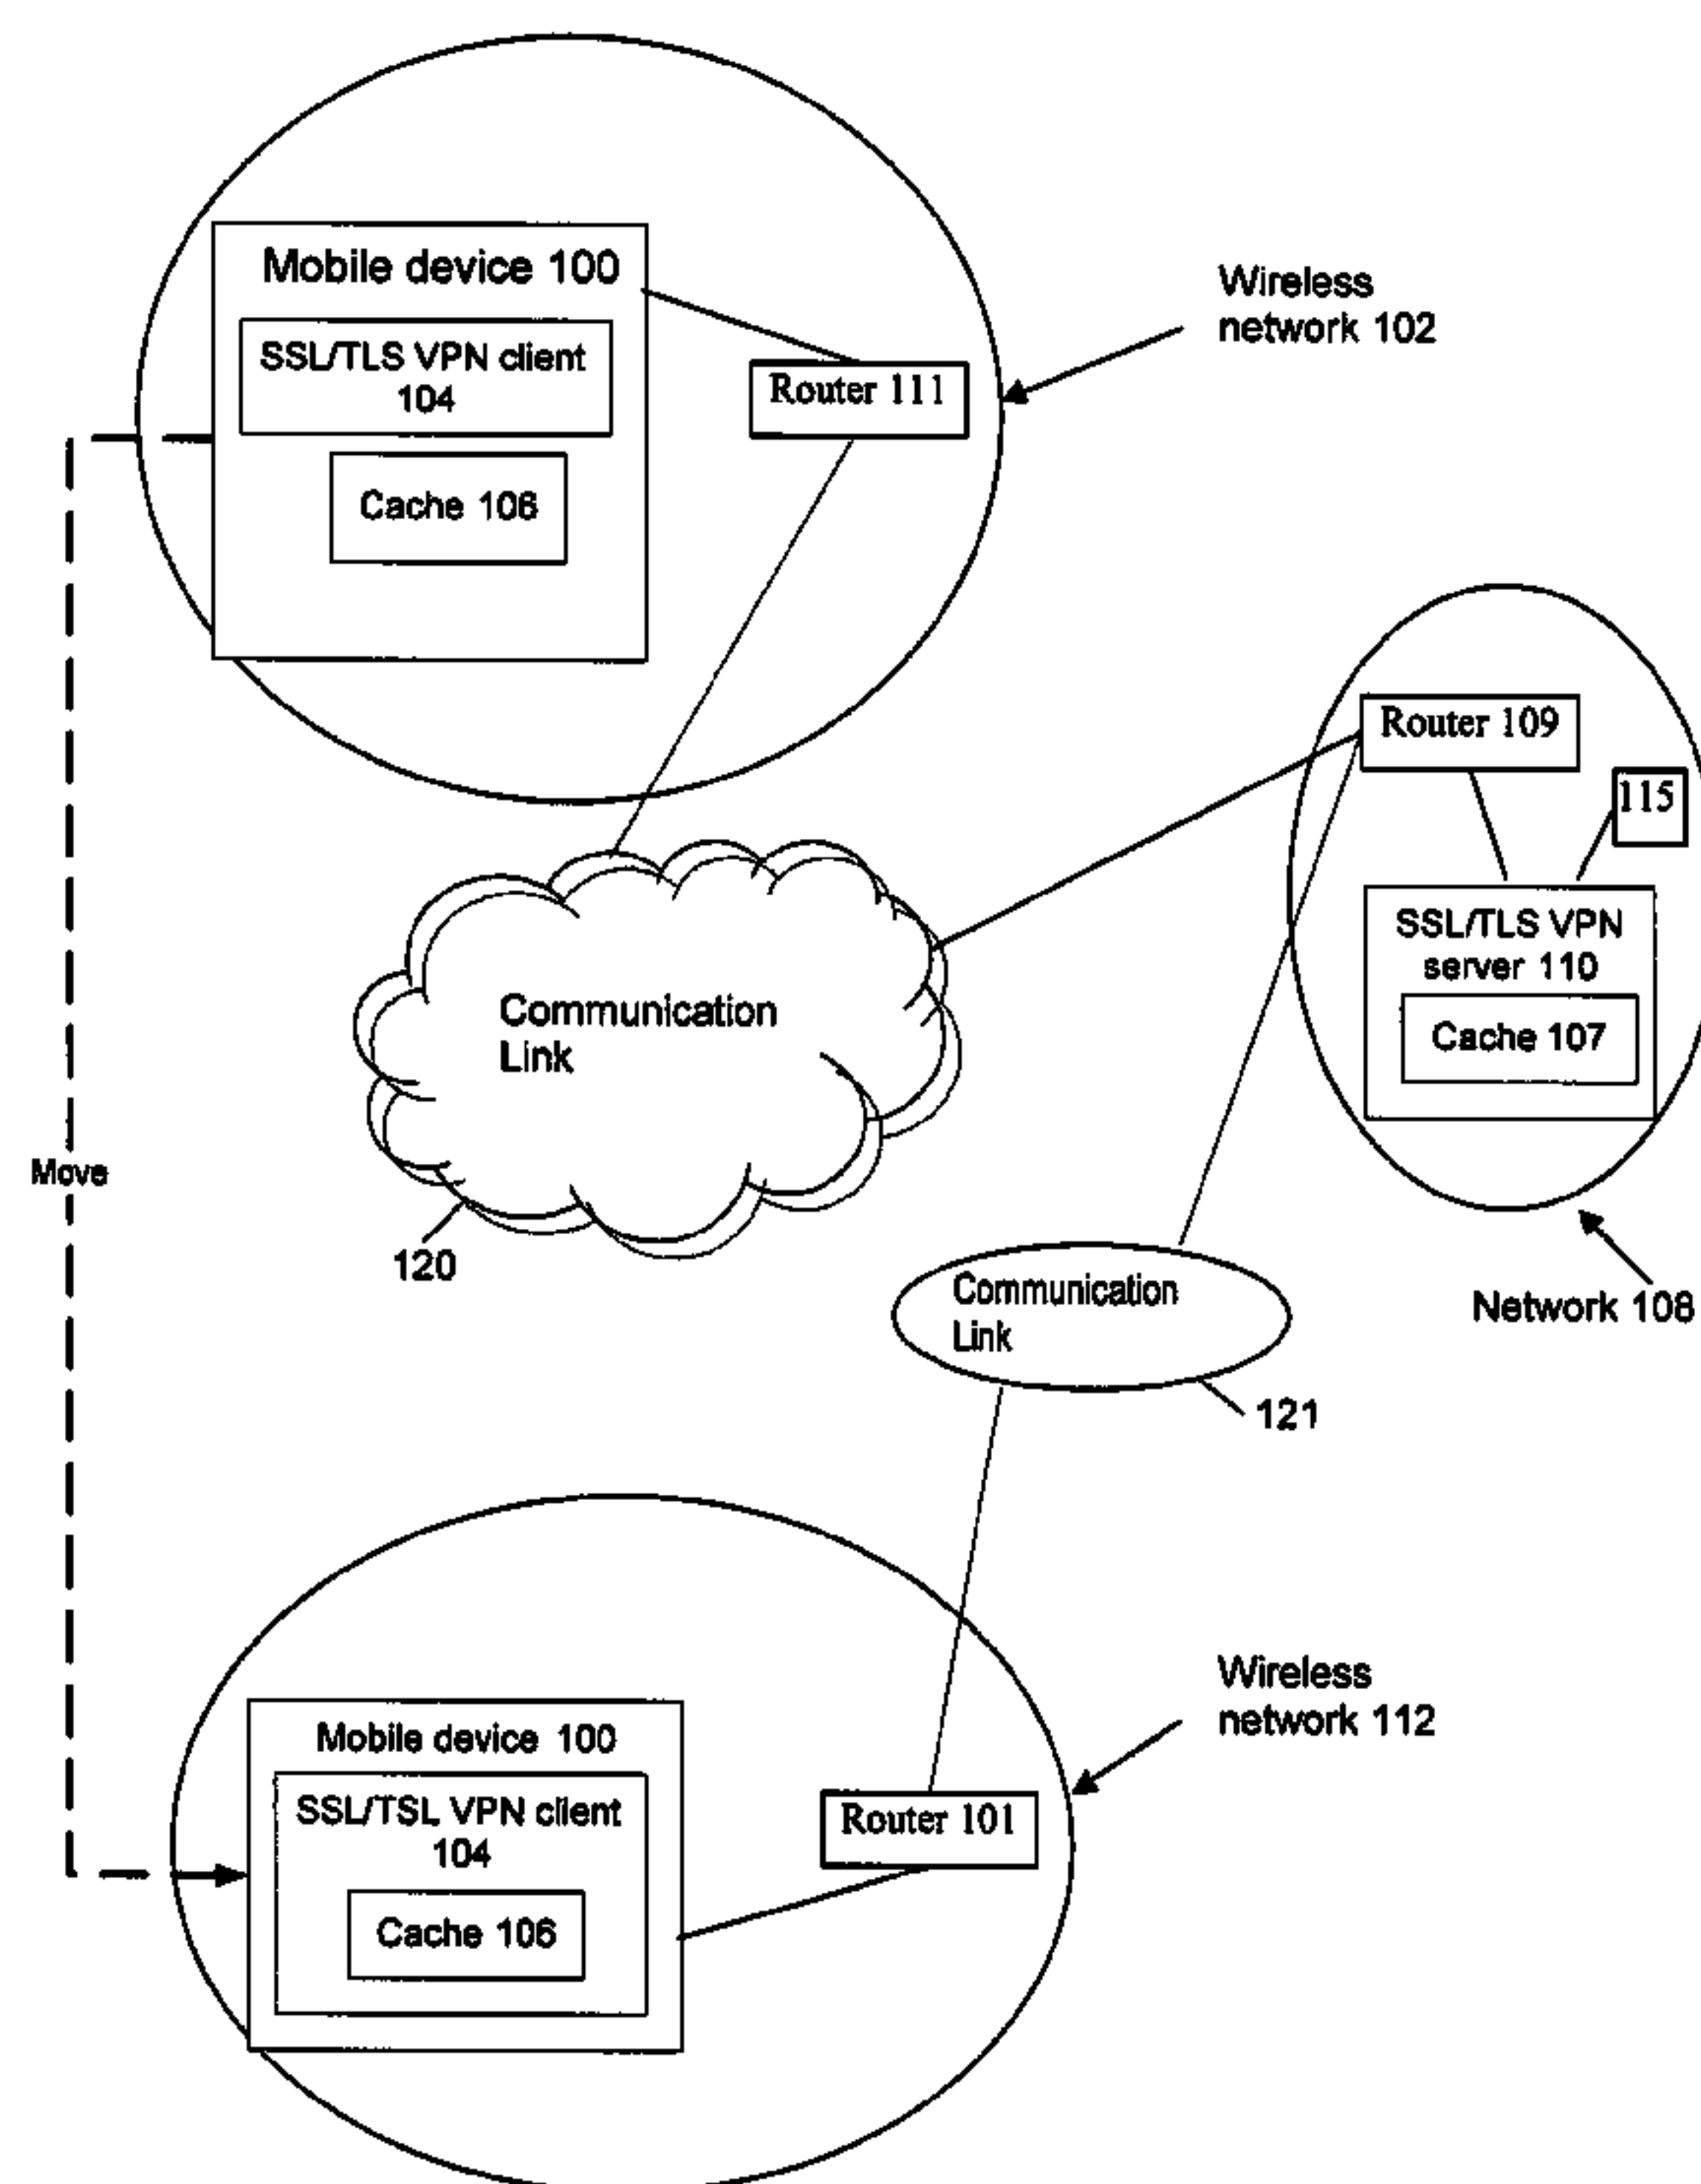 Mobile device 100
SSL/TLS VPN client
104
Cache 106
Router 111
Wireless
network 102
Router 109
115
SSL/TLS VPN
server 110
Cache 107
Communication
Link
Move
120
Communication
Link
Network 108
121
Wireless
network 112
Mobile device 100
SSL/TSL VPN client
104
Cache 106
Router 101